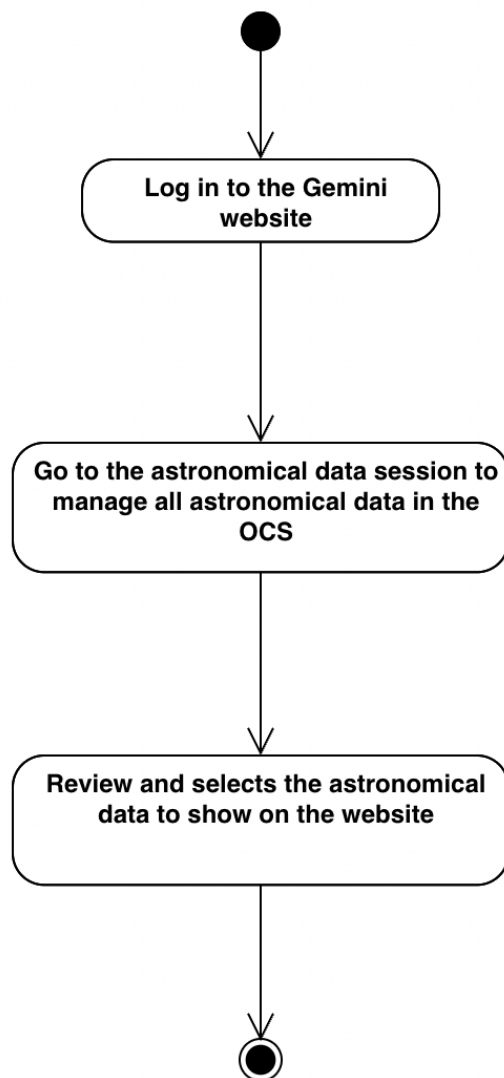 Log in to the Gemini
website
Go to the astronomical data session to
manage all astronomical data in the
OCS
Review and selects the astronomical
data to show on the website